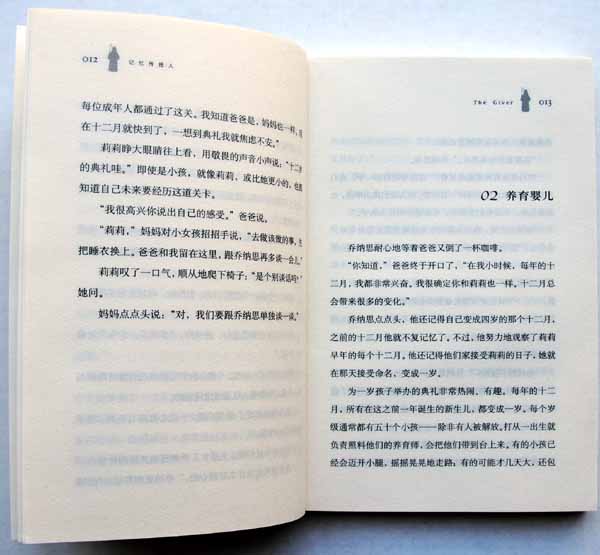 012
记忆传授人
每位成年人都通过了这关。我知道爸爸是，妈妈也一样，现
在十二月就快到了，一想到典礼我就焦虑不安。”
莉莉睁大眼睛往上看，用敬畏的声音小声说：“十二岁
的典礼哇。”即使是小孩，就像莉莉，或比她更小的，也都
知道自己未来要经历这道关卡。
“我很高兴你说出自己的感受。”爸爸说。
“莉莉，”妈妈对小女孩招招手说，“去做该做的事，先
把睡衣换上。爸爸和我留在这里，跟乔纳思再多谈一会儿。”
莉莉叹了一口气，顺从地爬下椅子：“是个别谈话吗？”
她问。
妈妈点点头说：“对，我们要跟乔纳思单独谈一谈。”
The Giver
013
02 养育婴儿
乔纳思耐心地等着爸爸又倒了一杯咖啡。
“你知道，”爸爸终于开口了，“在我小时候，每年的十
二月，我都非常兴奋。我很确定你和莉莉也一样，十二月总
会带来很多的变化。”
乔纳思点点头，他还记得自己变成四岁的那个十二月，
之前的十二月他就不复记忆了。不过，他努力地观察了莉莉
早年的每个十二月。他还记得他们家接受莉莉的日子，她就
在那天接受命名，变成一岁。
为一岁孩子举办的典礼非常热闹、有趣。每年的十二
月，所有在这之前一年诞生的新生儿，都变成一岁。每个岁
级通常都有五十个小孩——除非有人被解放。打从一出生就
负责照料他们的养育师，会把他们带到台上来。有的小孩已
经会迈开小腿，摇摇晃晃地走路；有的可能才几天大，还包